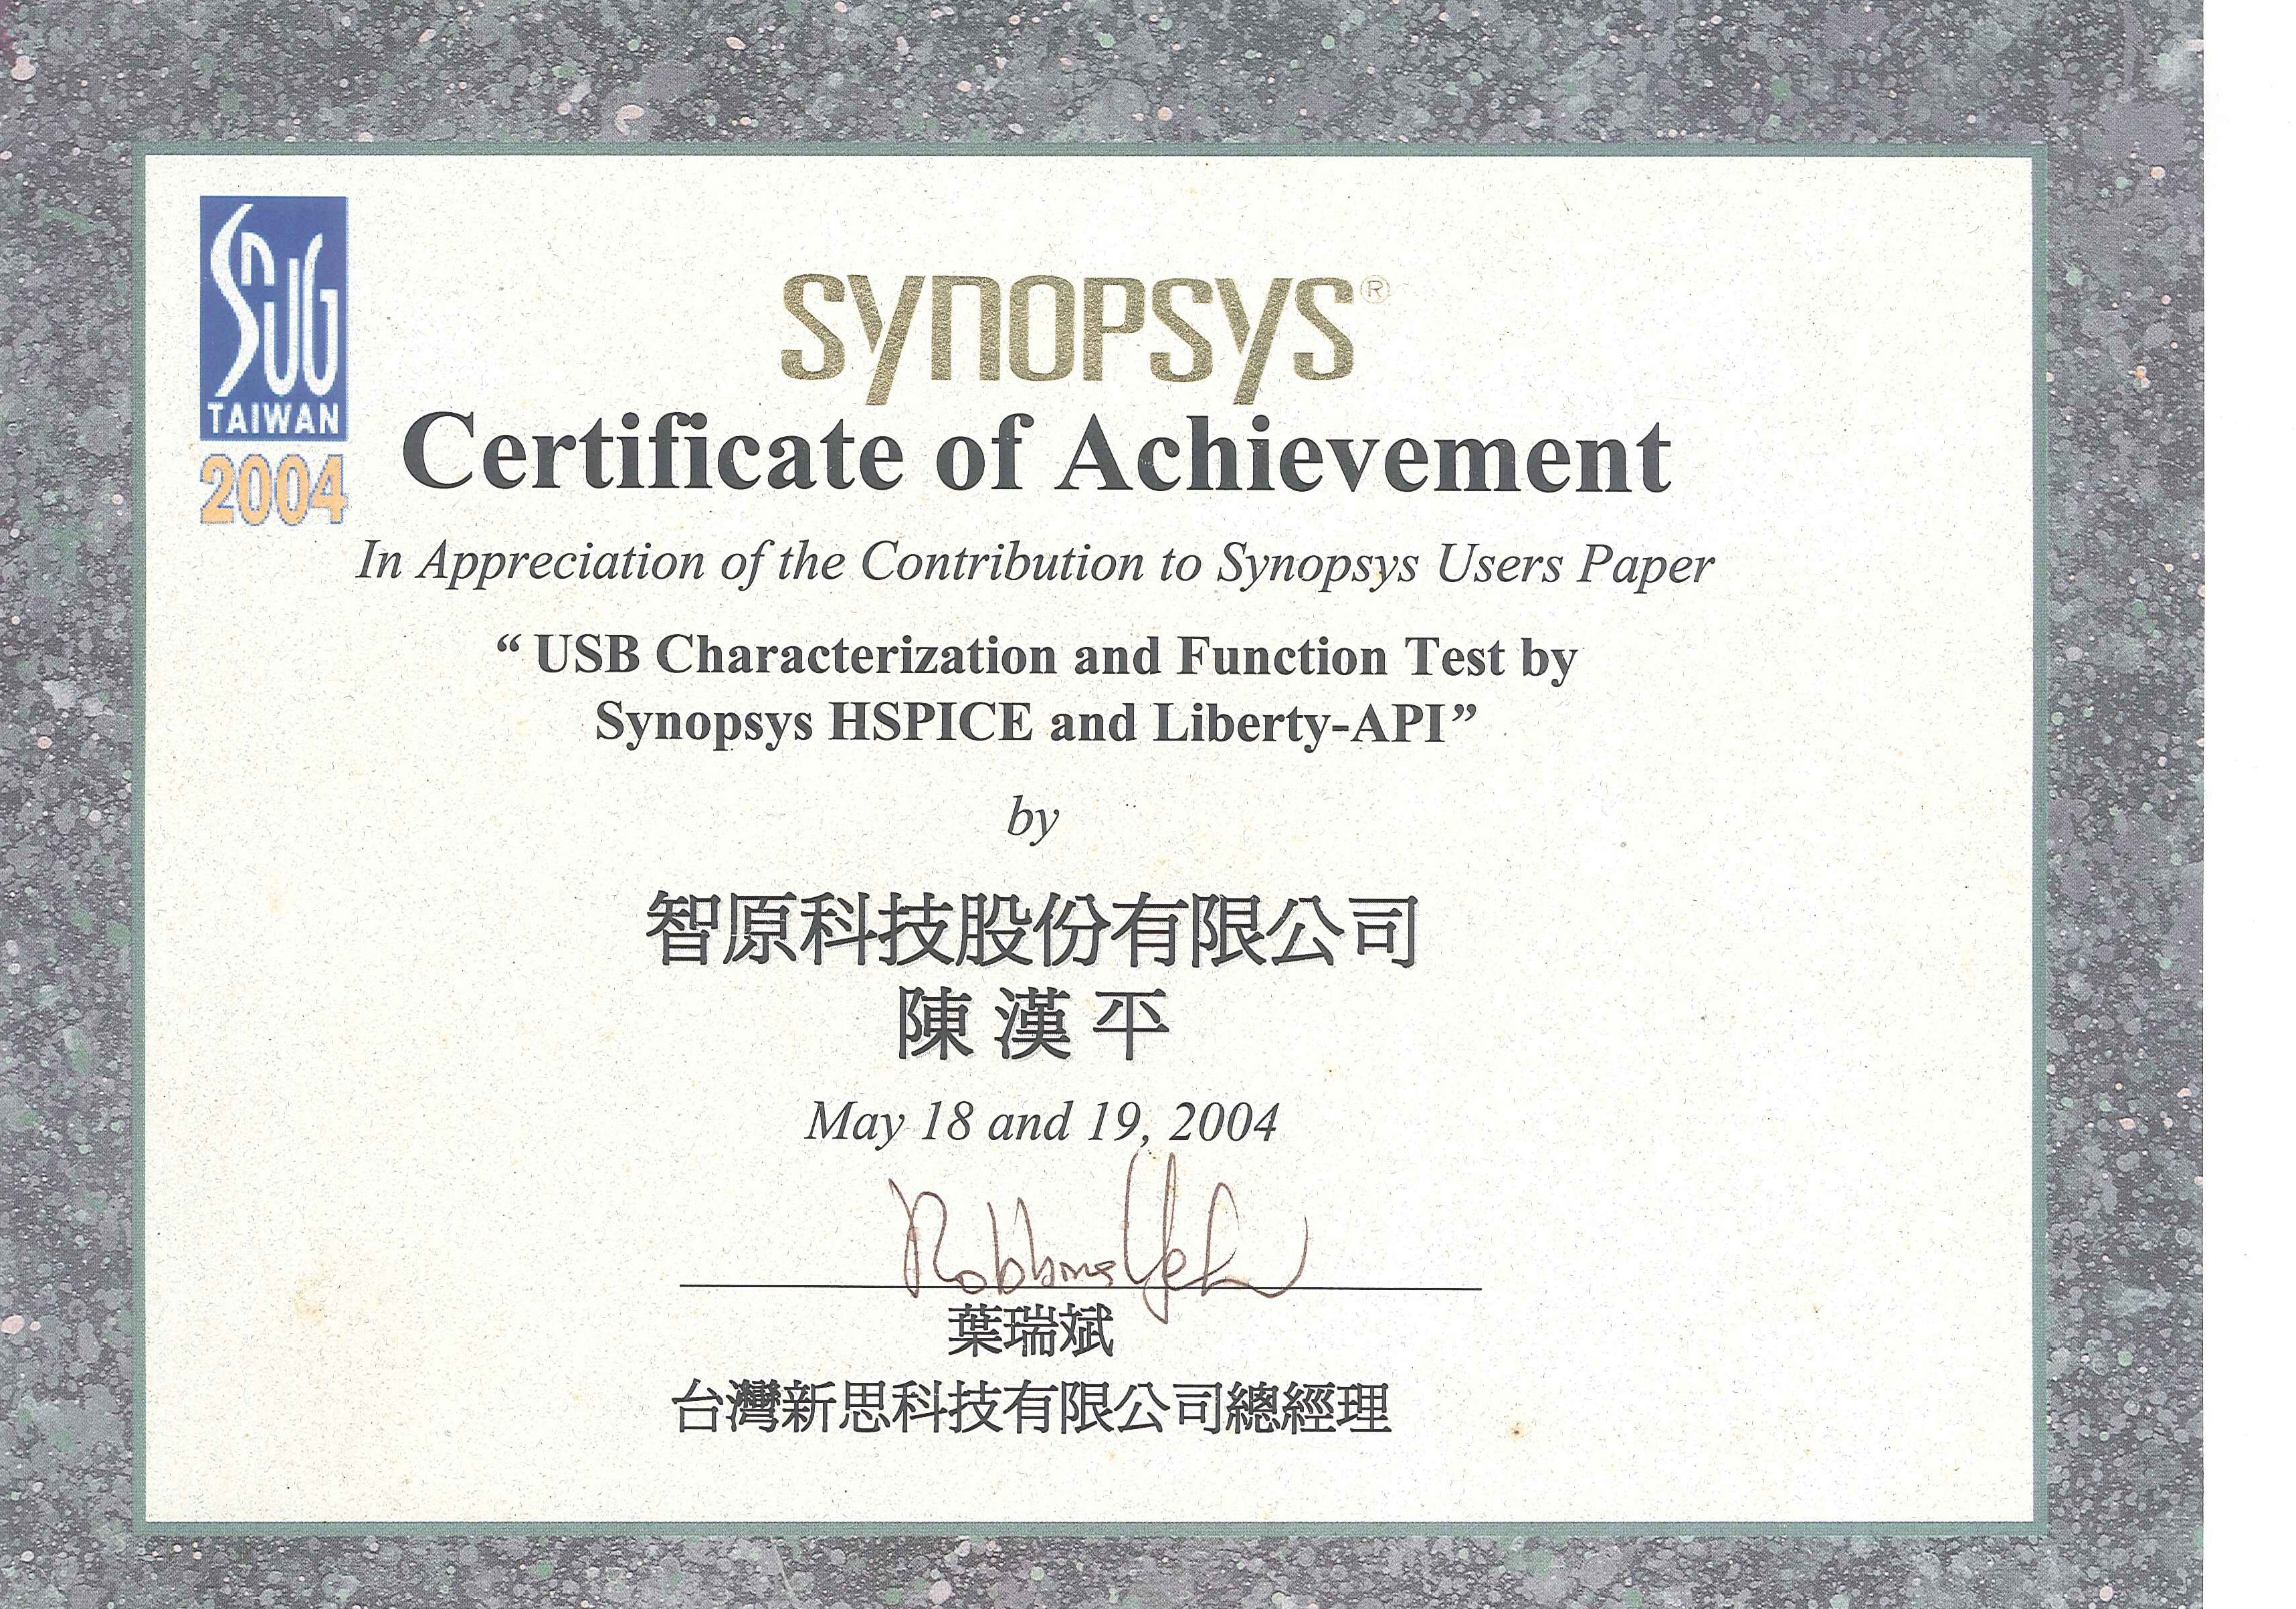 SNUG
TAIWAN
2004
SYNOPSYS®
Certificate of Achievement
In Appreciation of the Contribution to Synopsys Users Paper
“ USB Characterization and Function Test by
Synopsys HSPICE and Liberty-API”
by
智原科技股份有限公司
陳 漢 平
May 18 and 19, 2004
Robbins Yeh
葉瑞斌
台灣新思科技有限公司總經理